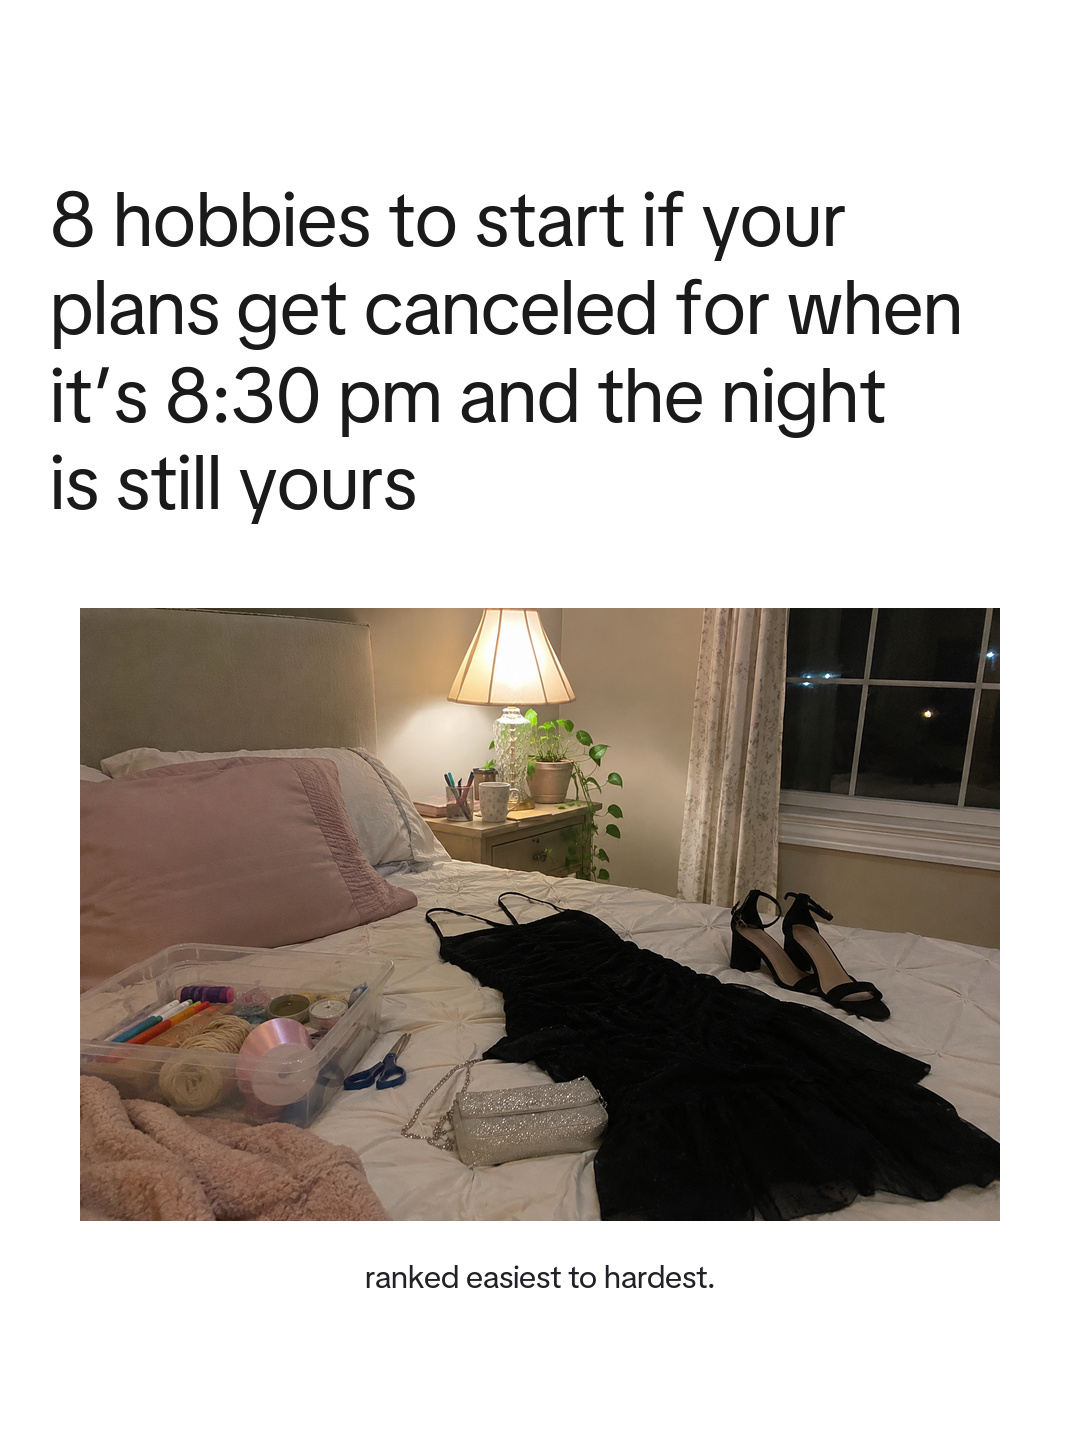 8 hobbies to start if your
plans get canceled for when
it’s 8:30 pm and the night
is still yours
ranked easiest to hardest.